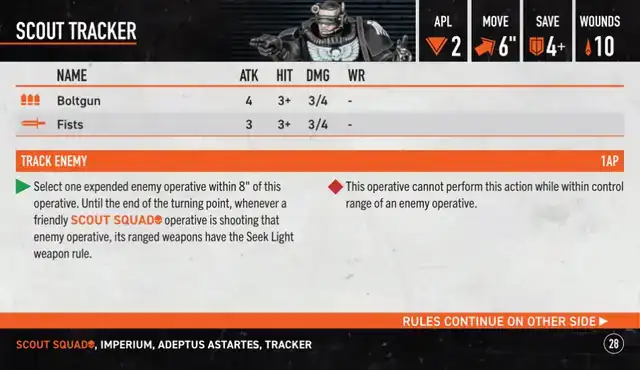 SCOUT TRACKER
APL
2
MOVE
6"
SAVE
4+
WOUNDS
10
NAME ATK HIT DMG WR
Boltgun 4 3+ 3/4 -
Fists 3 3+ 3/4 -
TRACK ENEMY 1AP
Select one expended enemy operative within 8" of this
operative. Until the end of the turning point, whenever a
friendly SCOUT SQUAD operative is shooting that
enemy operative, its ranged weapons have the Seek Light
weapon rule.
This operative cannot perform this action while within control
range of an enemy operative.
RULES CONTINUE ON OTHER SIDE
SCOUT SQUAD, IMPERIUM, ADEPTUS ASTARTES, TRACKER
28